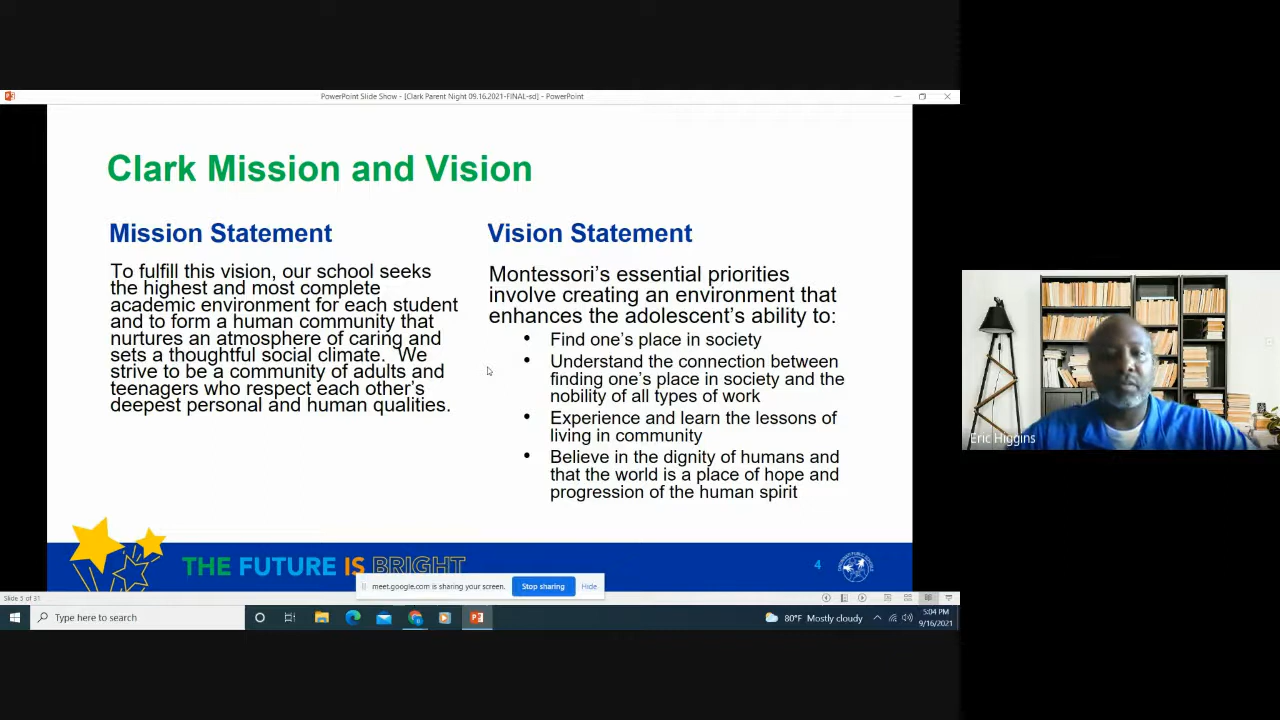 PowerPoint Slide Show - [Clark Parent Night 09.16.2021-FINAL-sd] - PowerPoint
Clark Mission and Vision
Mission Statement
To fulfill this vision, our school seeks
the highest and most complete
academic environment for each student
and to form a human community that
nurtures an atmosphere of caring and
sets a thoughtful social climate. We
strive to be a community of adults and
teenagers who respect each other's
deepest personal and human qualities.
Vision Statement
Montessori's essential priorities
involve creating an environment that
enhances the adolescent's ability to:
• Find one's place in society
• Understand the connection between
finding one's place in society and the
nobility of all types of work
• Experience and learn the lessons of
living in community
• Believe in the dignity of humans and
that the world is a place of hope and
progression of the human spirit
THE FUTURE IS BRIGHT
4
meet.google.com is sharing your screen.
Stop sharing
Hide
Slide 5 of 31
Type here to search
80°F Mostly cloudy
5:04 PM
9/16/2021
Eric Higgins